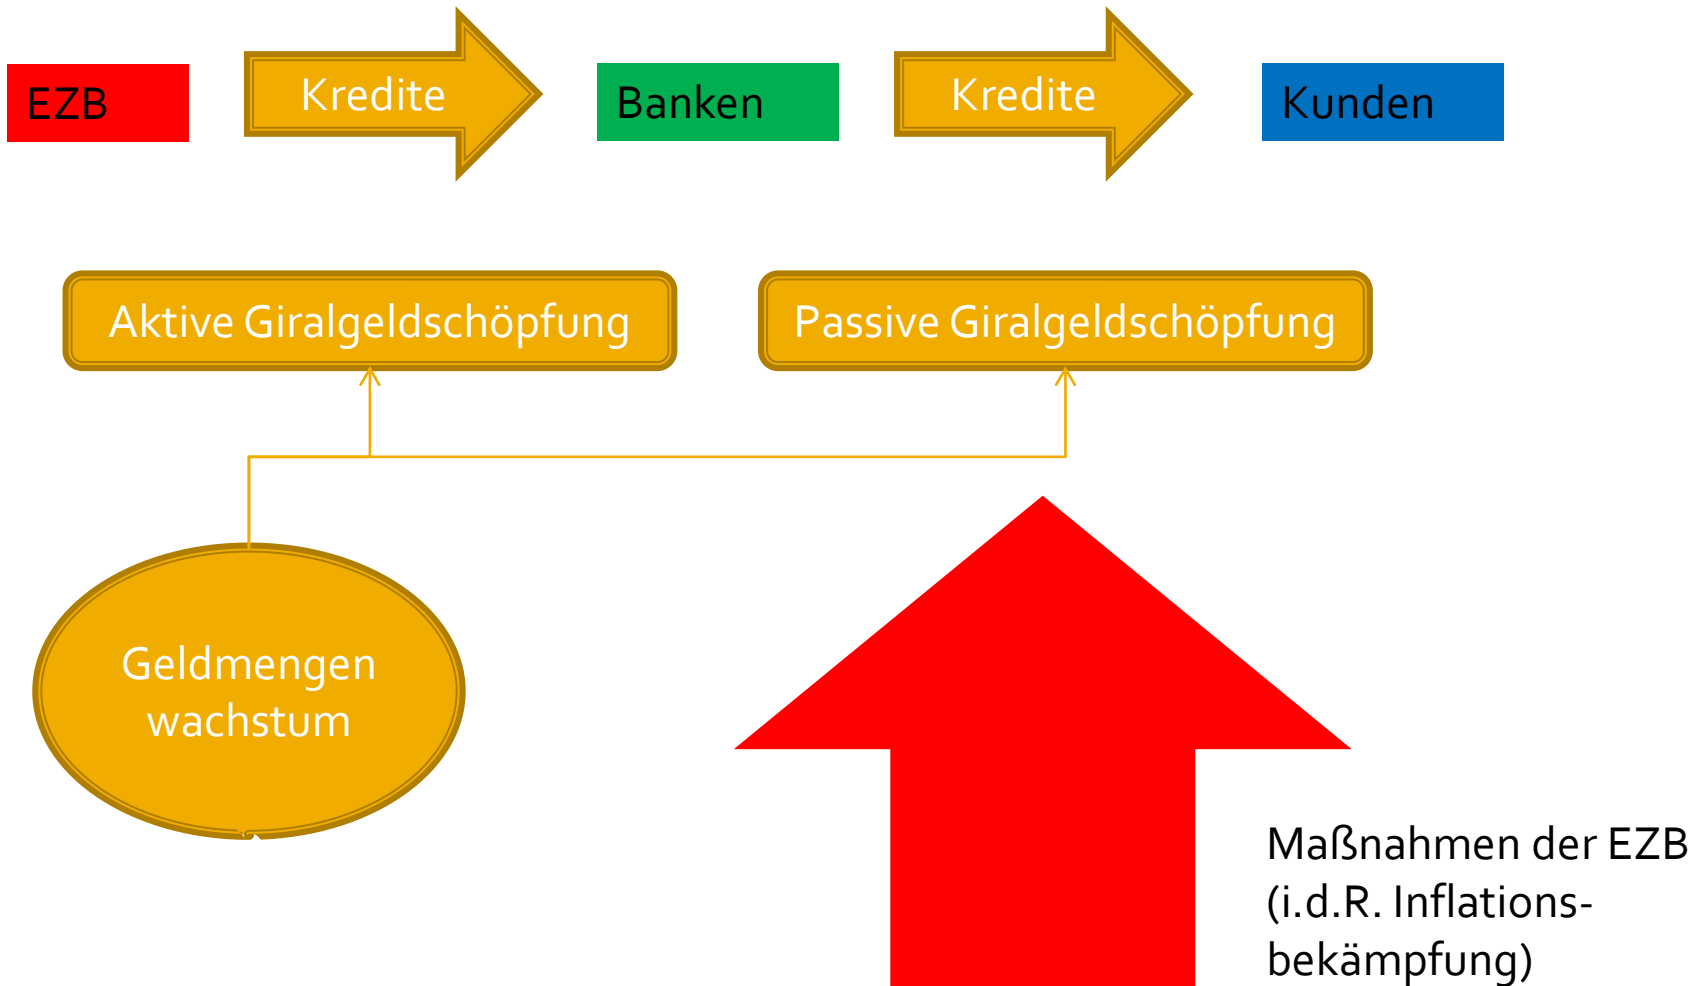 EZB
Kredite
Banken
Kredite
Kunden
Aktive Giralgeldschöpfung
Passive Giralgeldschöpfung
Geldmengen
wachstum
Maßnahmen der EZB
(i.d.R. Inflations-
bekämpfung)